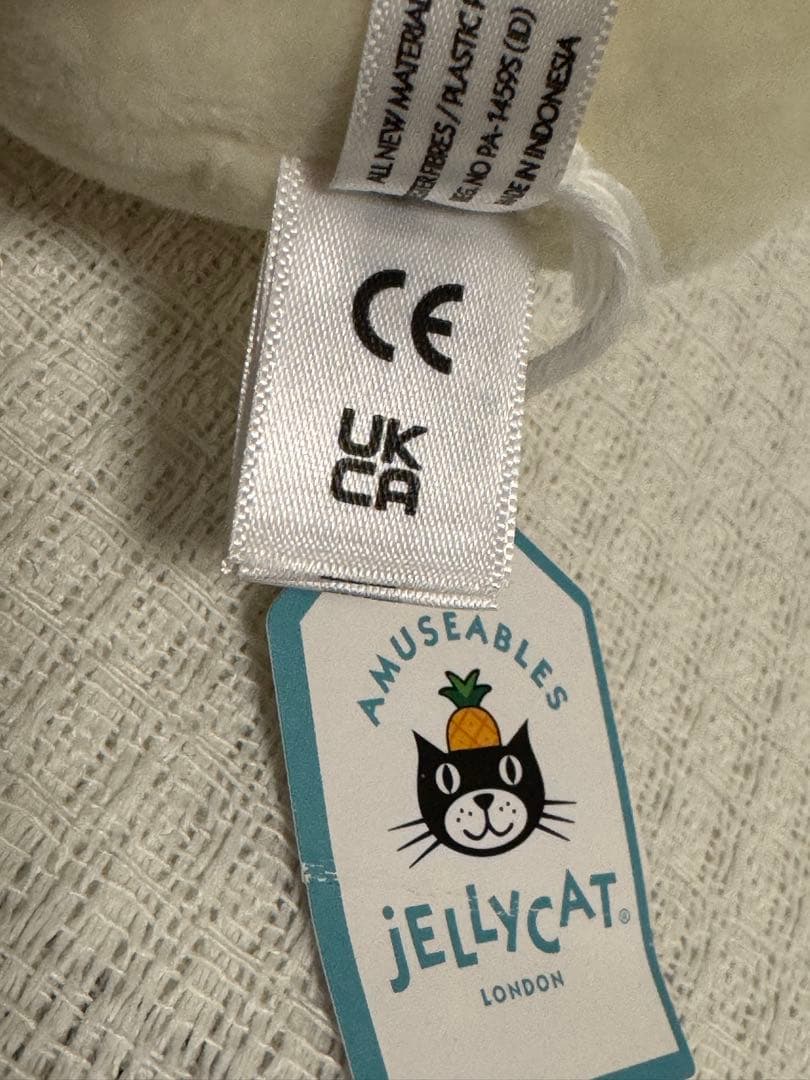 ALL NEW MATERIAL
FIBRES / PLASTIC
REG. NO PA-14595 (ID)
MADE IN INDONESIA
CE
UK
CA
AMUSEABLES
JELLYCAT®
LONDON